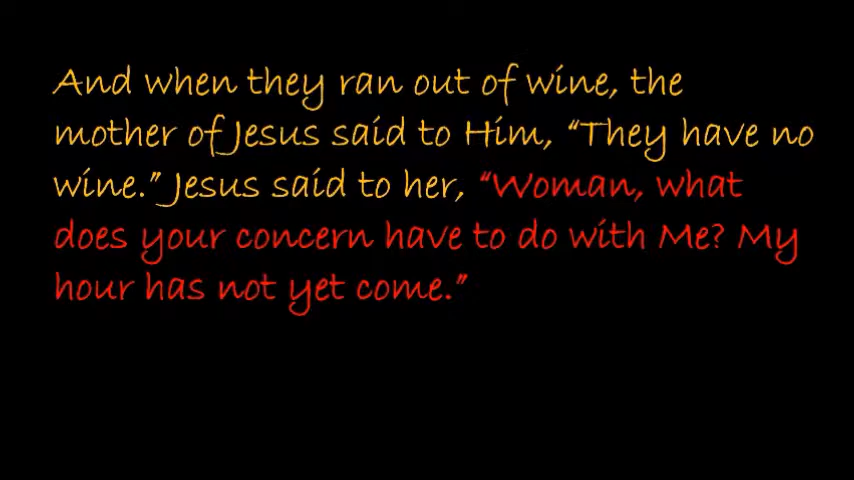 And when they ran out of wine, the
mother of Jesus said to Him, “They have no
wine.” Jesus said to her, “Woman, what
does your concern have to do with Me? My
hour has not yet come.”